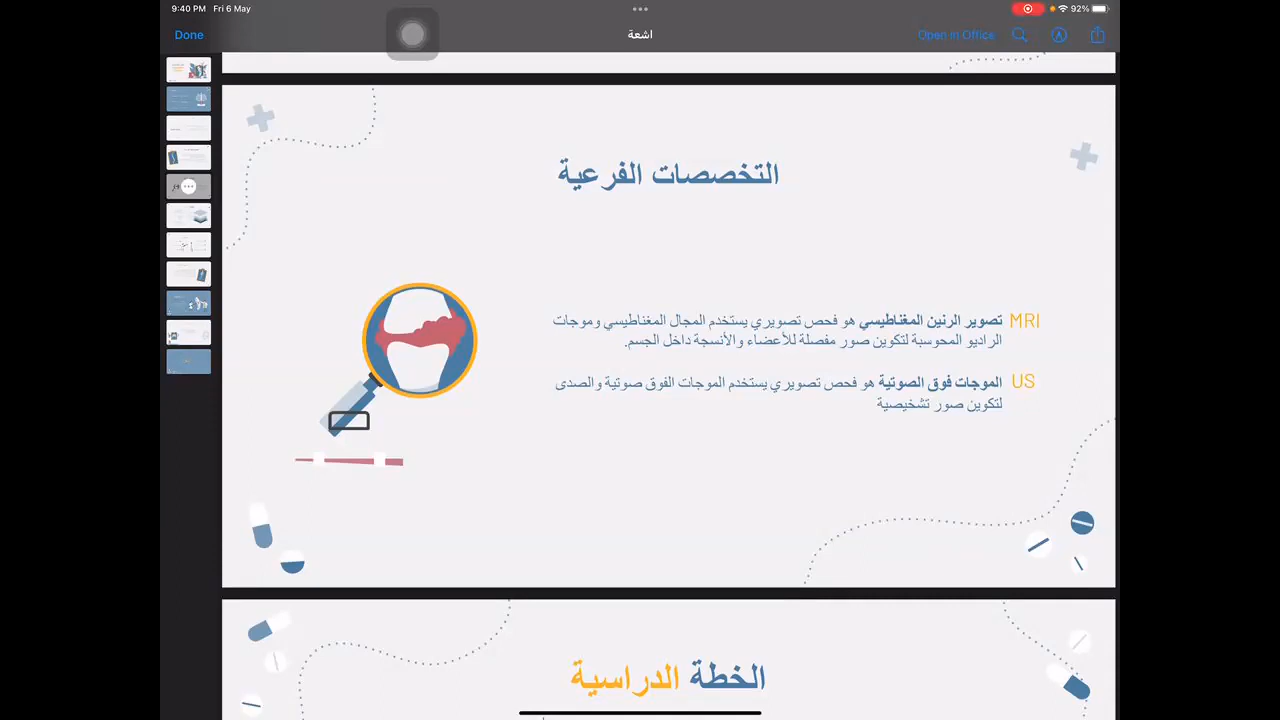 9:40 PM Fri 6 May
92%
Done
اشعة
Open in Office
التخصصات الفرعية
MRI تصوير الرنين المغناطيسي هو فحص تصويري يستخدم المجال المغناطيسي وموجات
الراديو المحوسبة لتكوين صور مفصلة للأعضاء والأنسجة داخل الجسم.
US الموجات فوق الصوتية هو فحص تصويري يستخدم الموجات الفوق صوتية والصدى
لتكوين صور تشخيصية
الخطة الدراسية